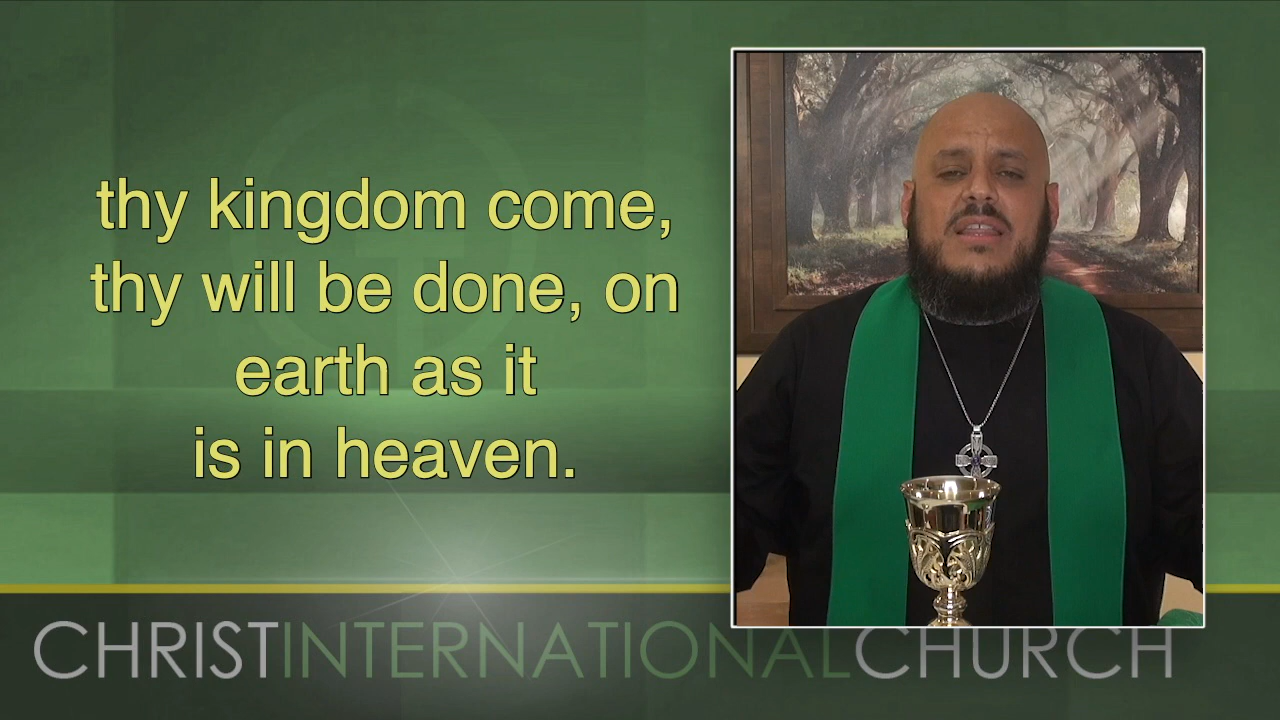 thy kingdom come,
thy will be done, on
earth as it
is in heaven.
CHRISTINTERNATIONALCHURCH